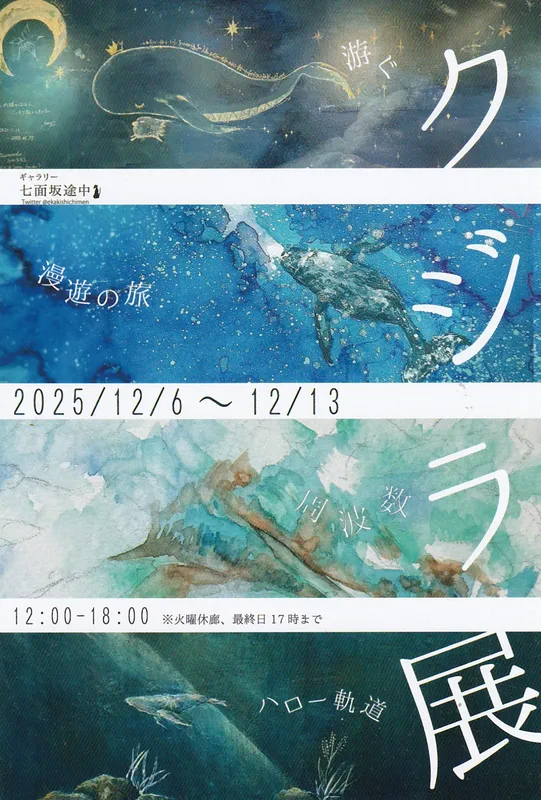 クジラ展
游ぐ
ギャラリー
七面坂途中
Twitter @ekakishichimen
漫遊の旅
2025/12/6 〜 12/13
周波数
12:00-18:00 ※火曜休廊、最終日17時まで
ハロー軌道